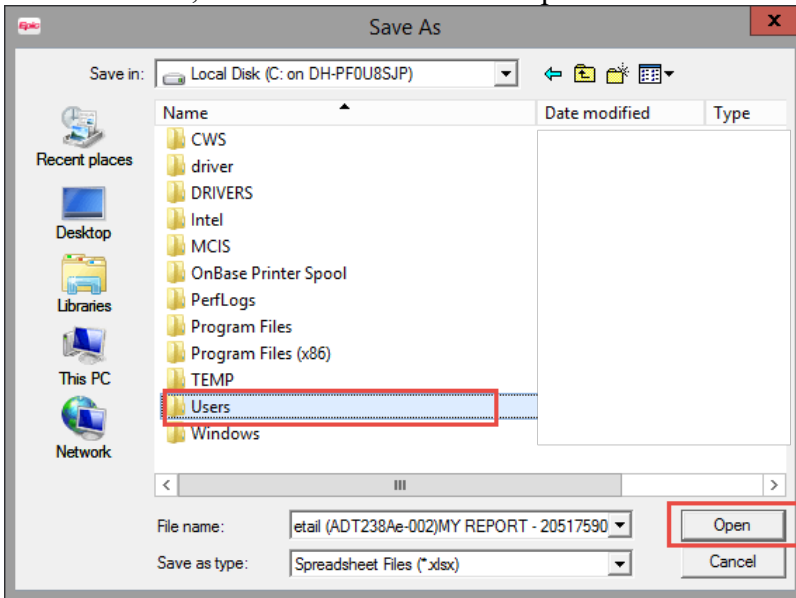 Epic
Save As
x
Save in:
Local Disk (C: on DH-PF0U8SJP)
Name
Date modified
Type
Recent places
Desktop
Libraries
This PC
Network
CWS
driver
DRIVERS
Intel
MCIS
OnBase Printer Spool
PerfLogs
Program Files
Program Files (x86)
TEMP
Users
Windows
File name:
etail (ADT238Ae-002)MY REPORT - 20517590
Open
Save as type:
Spreadsheet Files (*.xlsx)
Cancel